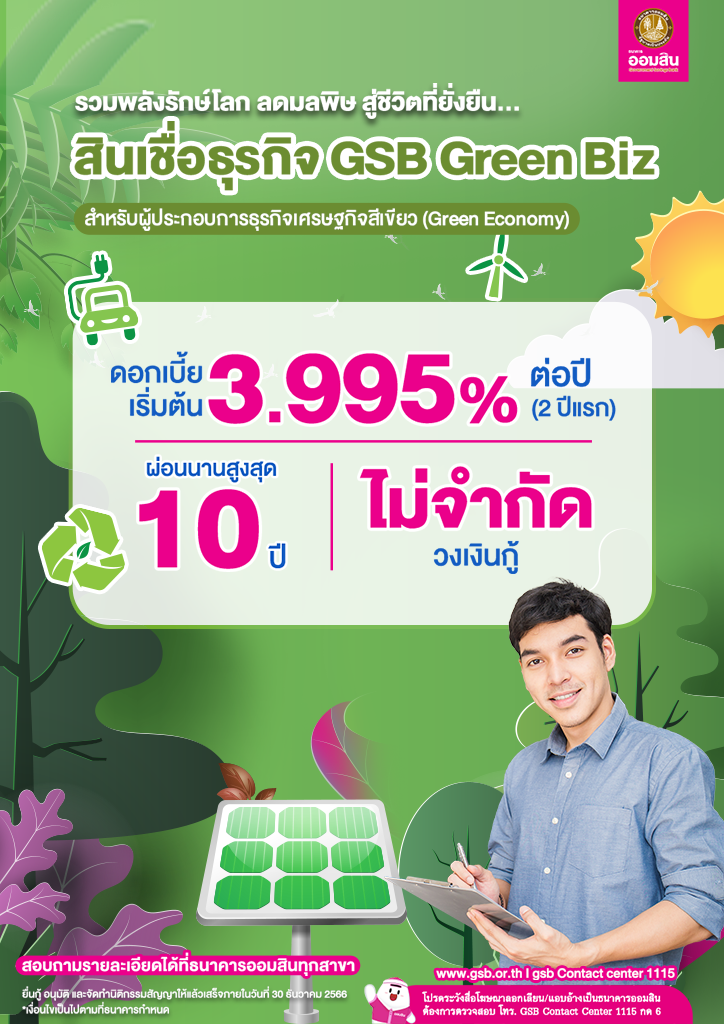 ธนาคาร
ออมสิน
รวมพลังรักษ์โลก ลดมลพิษ สู่ชีวิตที่ยั่งยืน...
สินเชื่อธุรกิจ GSB Green Biz
สำหรับผู้ประกอบการธุรกิจเศรษฐกิจสีเขียว (Green Economy)
ดอกเบี้ย
เริ่มต้น 3.995% ต่อปี
(2 ปีแรก)
ผ่อนนานสูงสุด
10 ปี
ไม่จำกัด
วงเงินกู้
สอบถามรายละเอียดได้ที่ธนาคารออมสินทุกสาขา
ยื่นกู้ อนุมัติ และจัดทำนิติกรรมสัญญาให้แล้วเสร็จภายในวันที่ 30 ธันวาคม 2566
*เงื่อนไขเป็นไปตามที่ธนาคารกำหนด
www.gsb.or.th l gsb Contact center 1115
โปรดระวังสื่อโฆษณาลอกเลียน/แอบอ้างเป็นธนาคารออมสิน
ต้องการตรวจสอบ โทร. GSB Contact Center 1115 กด 6